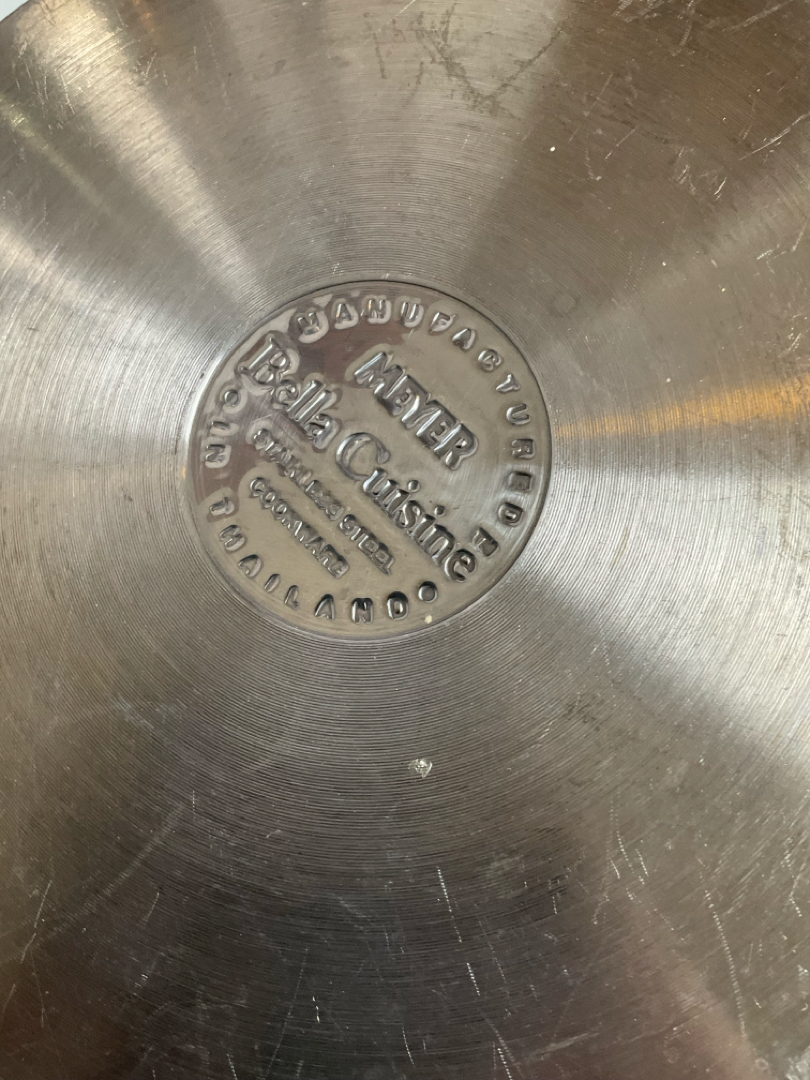 MANUFACTURED
IN THAILAND
MEYER
Bella Cuisine
STAINLESS STEEL
COOKWARE